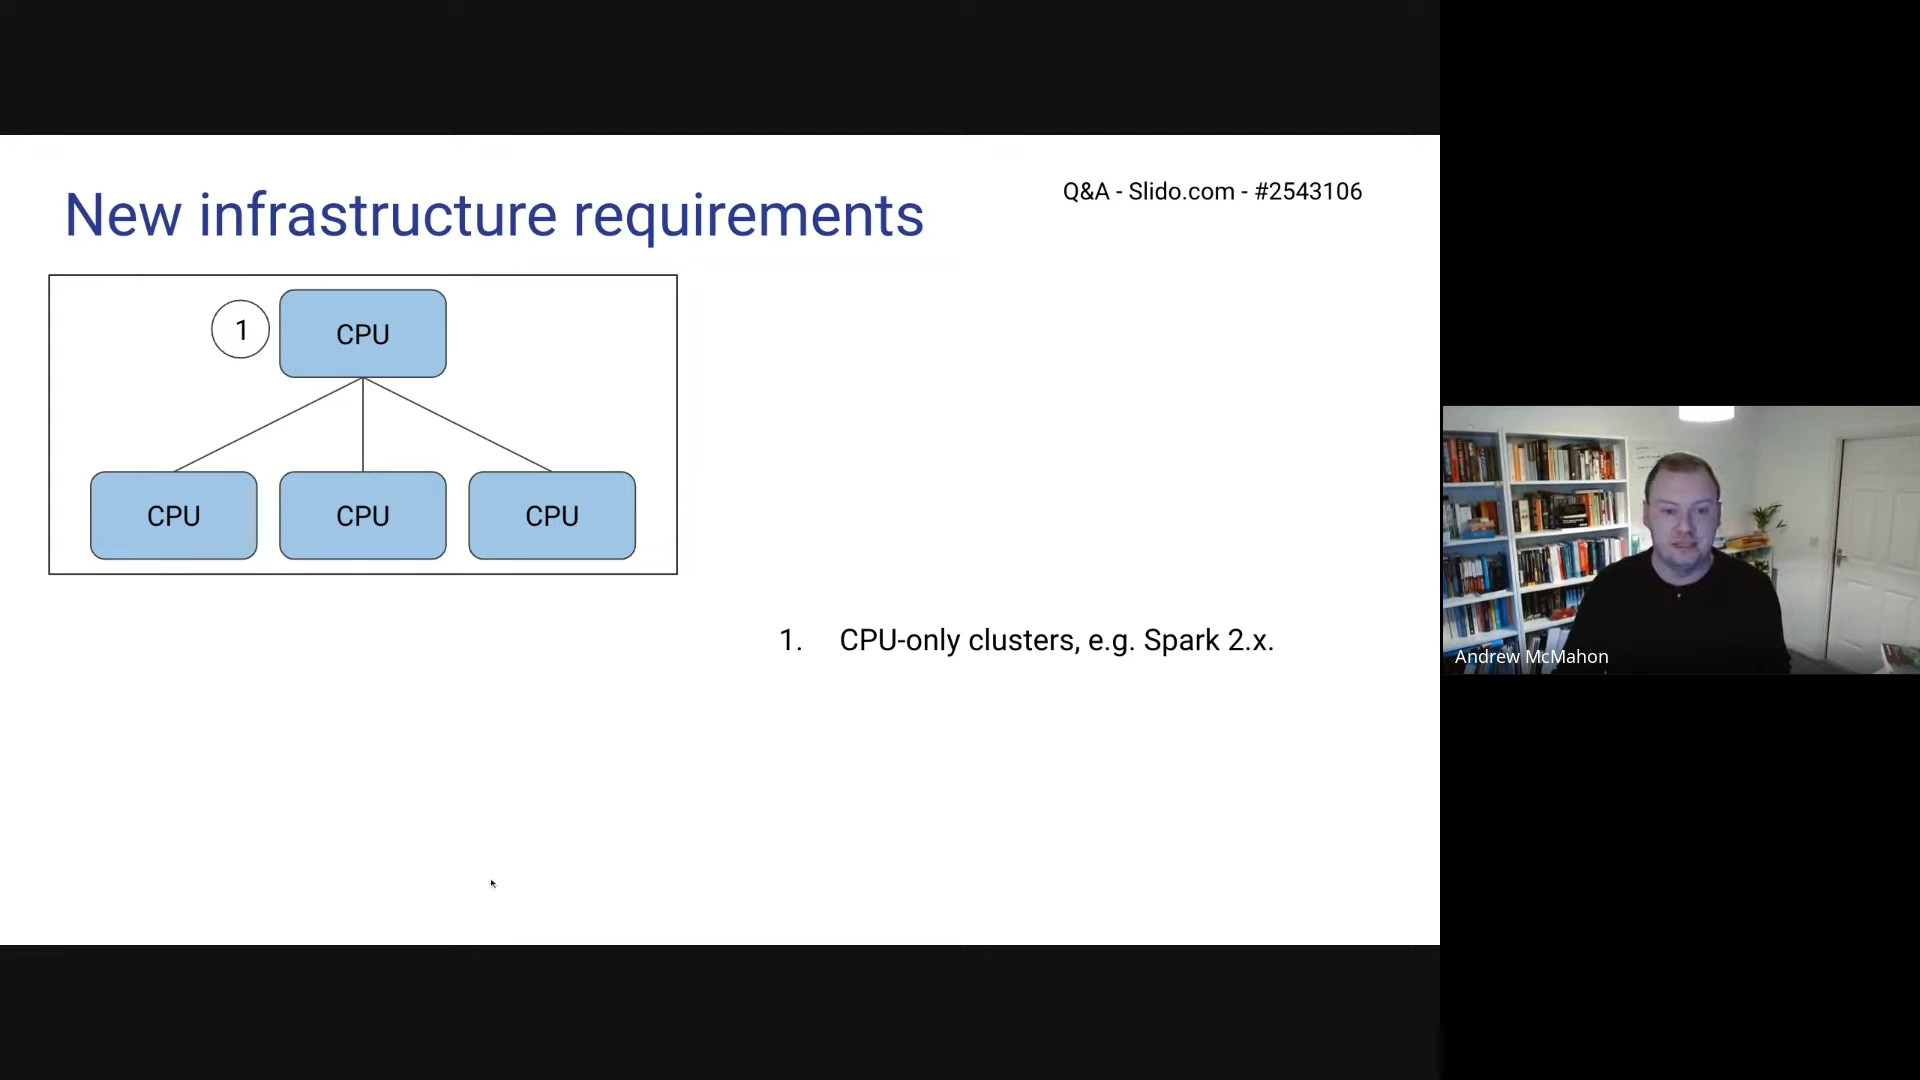 New infrastructure requirements
Q&A - Slido.com - #2543106
1
CPU
CPU
CPU
CPU
1. CPU-only clusters, e.g. Spark 2.x.
Andrew McMahon